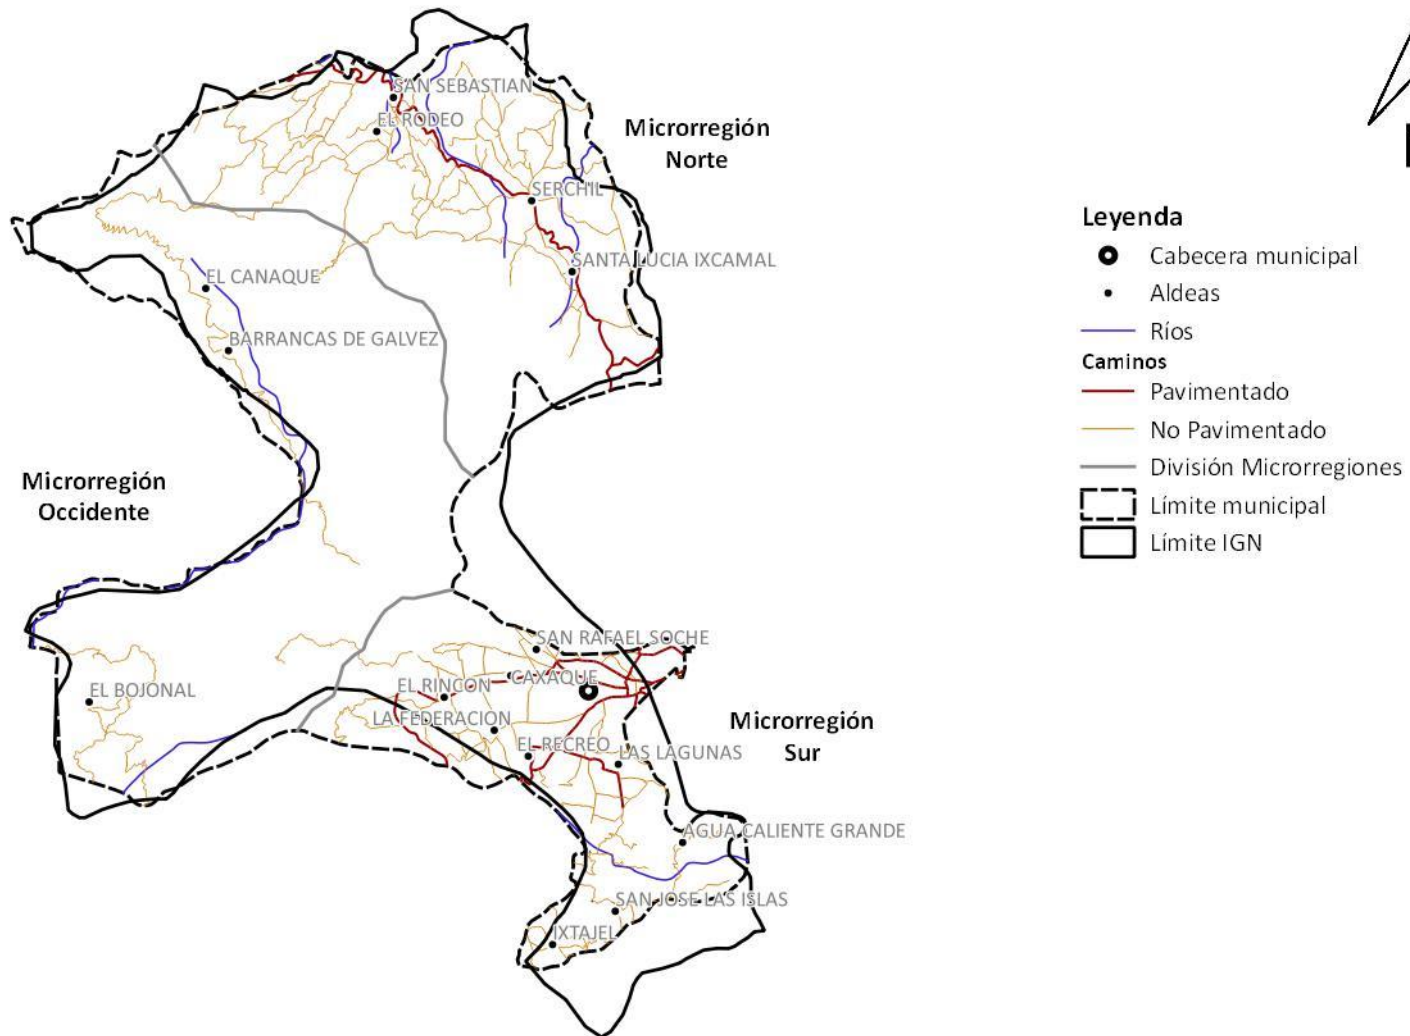 SAN SEBASTIAN
EL RODEO
Microrregión
Norte
SERCHIL
SANTA LUCIA IXCAMAL
EL CANAQUE
BARRANCAS DE GALVEZ
Microrregión
Occidente
SAN RAFAEL SOCHE
CAXAQUE
EL RINCON
EL BOJONAL
LA FEDERACION
EL RECREO
LAS LAGUNAS
Microrregión
Sur
AGUA CALIENTE GRANDE
SAN JOSE LAS ISLAS
IXTAJEL
Leyenda
Cabecera municipal
Aldeas
Ríos
Caminos
Pavimentado
No Pavimentado
División Microrregiones
Límite municipal
Límite IGN